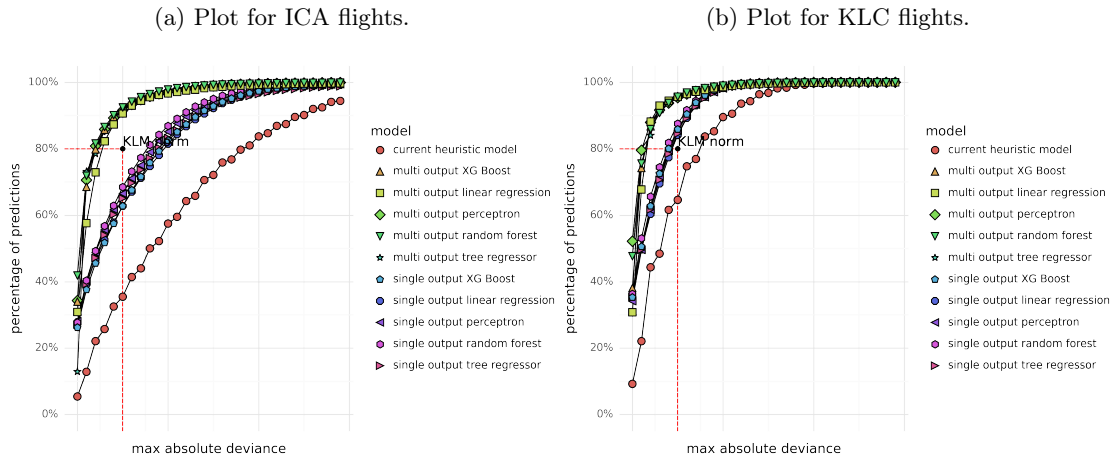 (a) Plot for ICA flights.
100%
80%
60%
40%
20%
0%
percentage of predictions
max absolute deviance
KLM norm
model
current heuristic model
multi output XG Boost
multi output linear regression
multi output perceptron
multi output random forest
multi output tree regressor
single output XG Boost
single output linear regression
single output perceptron
single output random forest
single output tree regressor
(b) Plot for KLC flights.
100%
80%
60%
40%
20%
0%
percentage of predictions
max absolute deviance
KLM norm
model
current heuristic model
multi output XG Boost
multi output linear regression
multi output perceptron
multi output random forest
multi output tree regressor
single output XG Boost
single output linear regression
single output perceptron
single output random forest
single output tree regressor